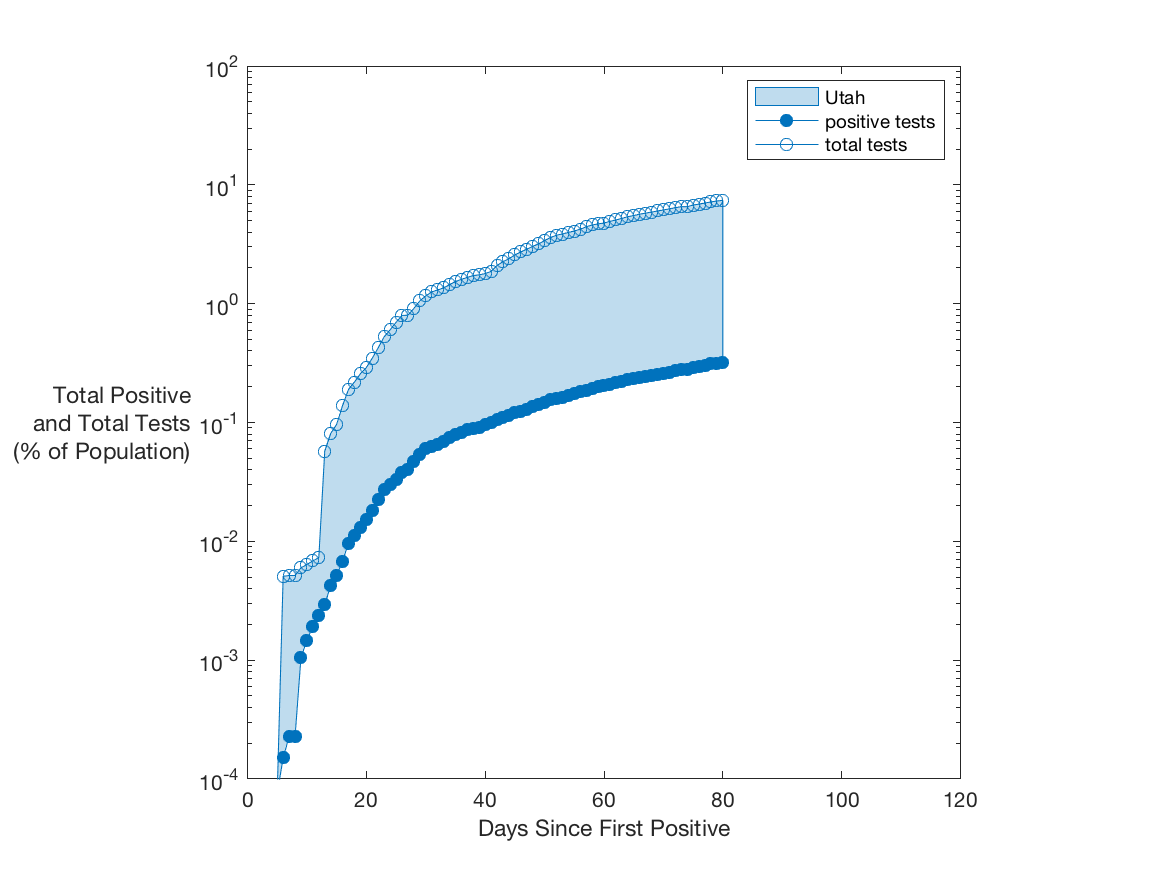 10^2
10^1
10^0
10^-1
10^-2
10^-3
10^-4
Total Positive
and Total Tests
(% of Population)
Utah
positive tests
total tests
0 20 40 60 80 100 120
Days Since First Positive